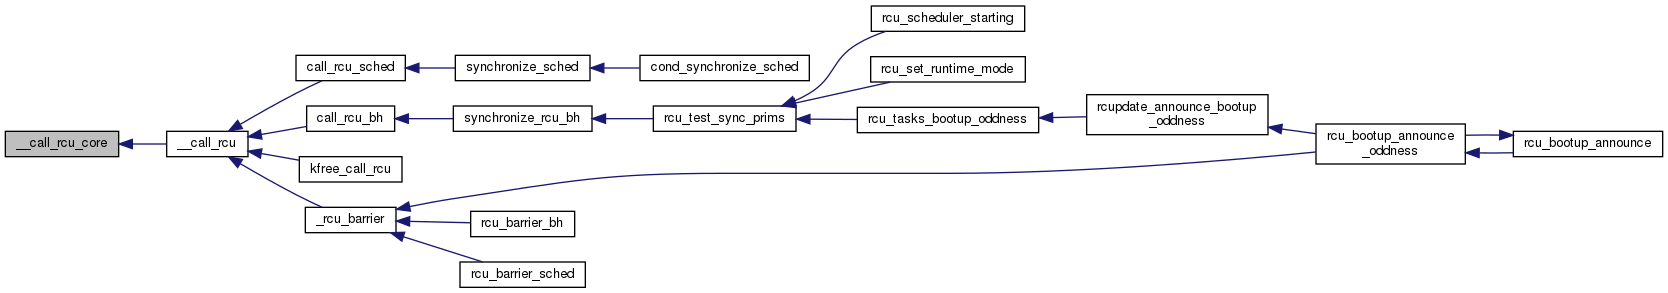 rcu_scheduler_starting
call_rcu_sched
synchronize_sched
cond_synchronize_sched
rcu_set_runtime_mode
call_rcu_bh
synchronize_rcu_bh
rcu_test_sync_prims
rcu_tasks_bootup_oddness
rcupdate_announce_bootup
_oddness
__call_rcu_core
__call_rcu
rcu_bootup_announce
_oddness
rcu_bootup_announce
kfree_call_rcu
_rcu_barrier
rcu_barrier_bh
rcu_barrier_sched